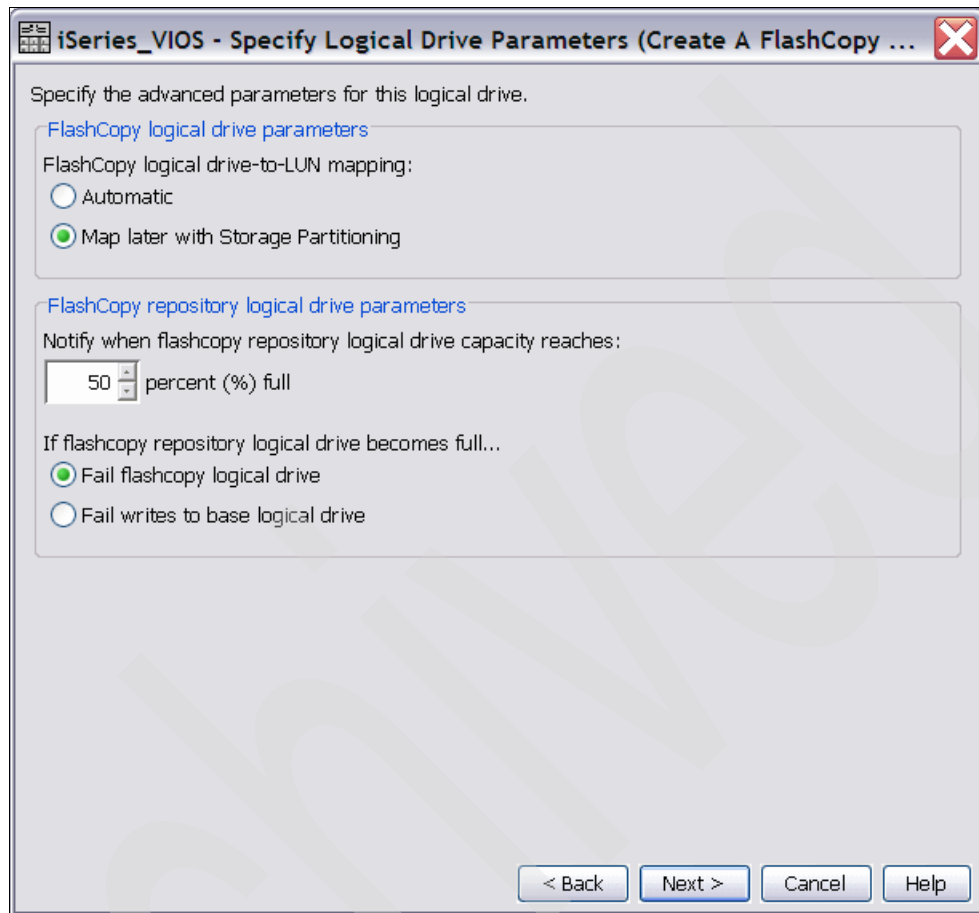 iSeries_VIOS - Specify Logical Drive Parameters (Create A FlashCopy ...
Specify the advanced parameters for this logical drive.
FlashCopy logical drive parameters
FlashCopy logical drive-to-LUN mapping:
Automatic
Map later with Storage Partitioning
FlashCopy repository logical drive parameters
Notify when flashcopy repository logical drive capacity reaches:
50 percent (%) full
If flashcopy repository logical drive becomes full...
Fail flashcopy logical drive
Fail writes to base logical drive
< Back Next > Cancel Help